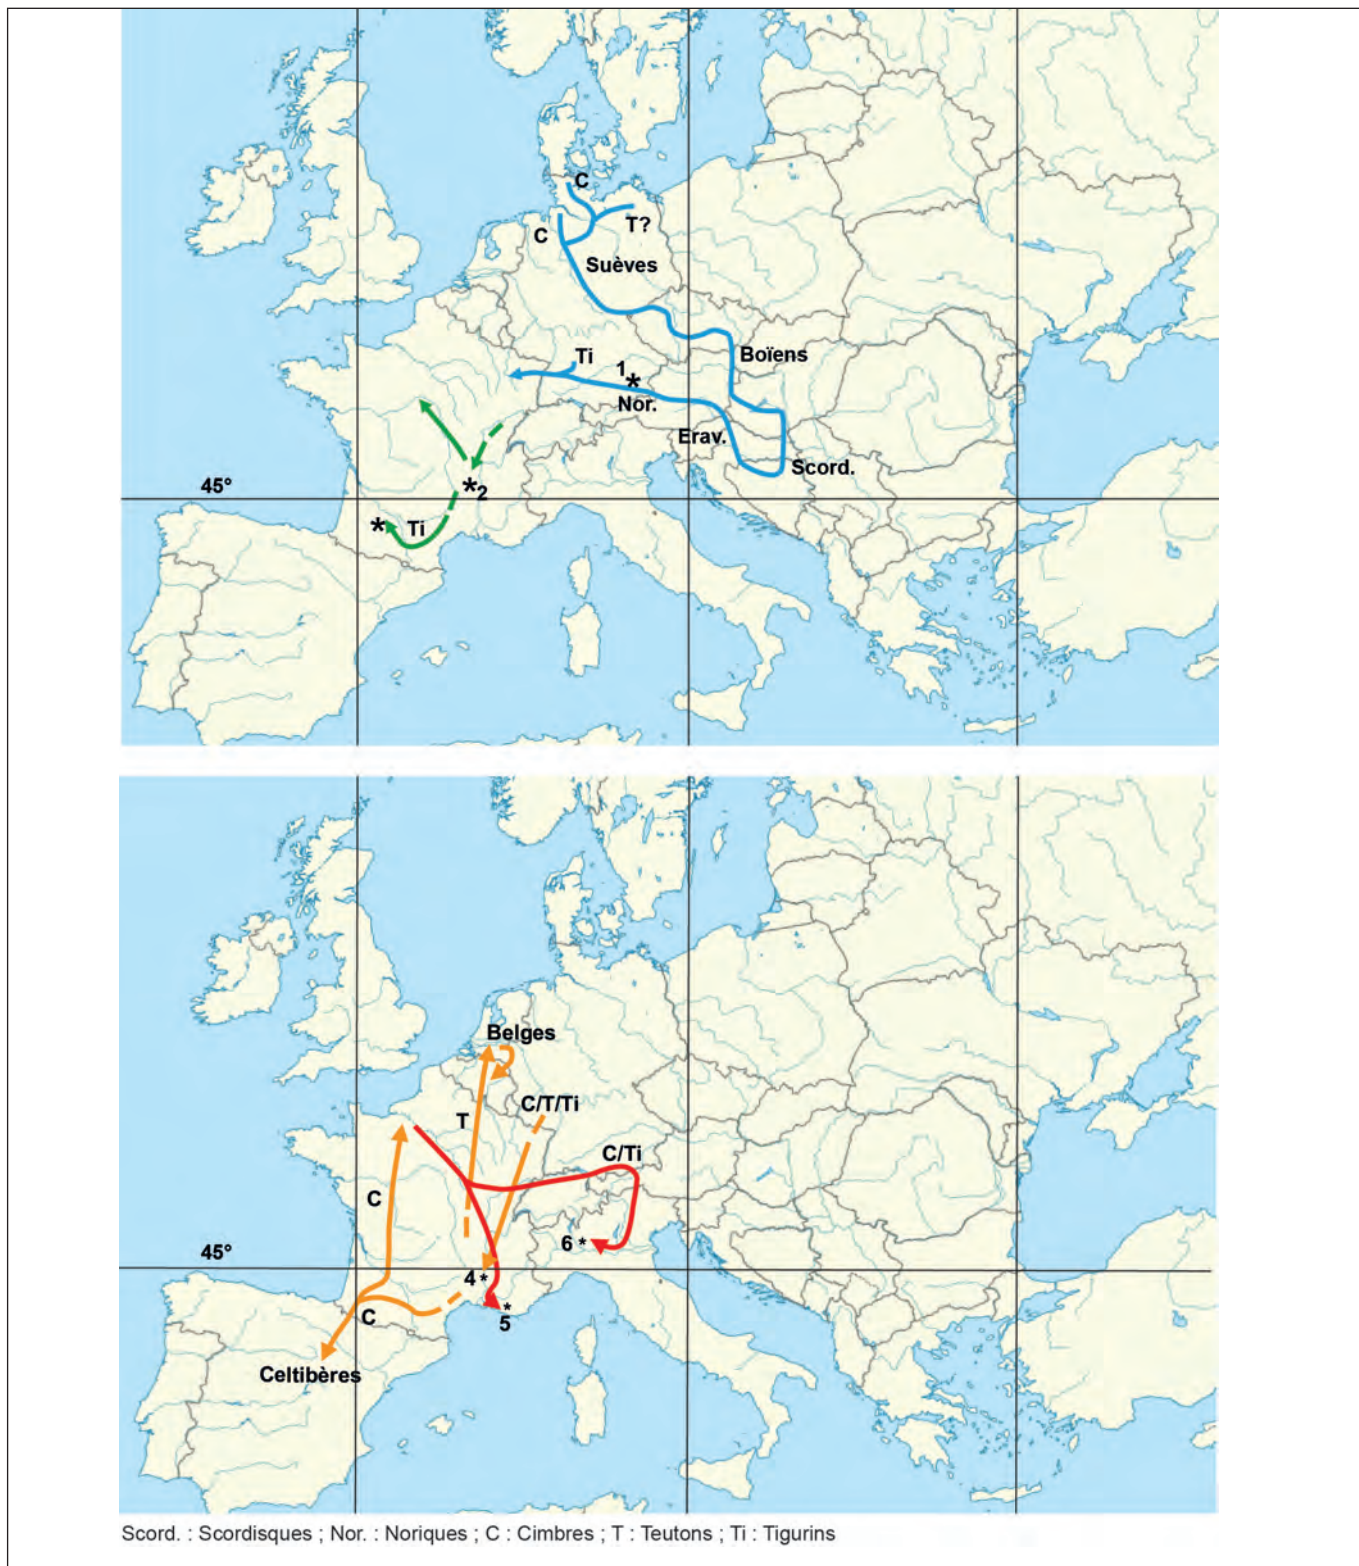 C
T?
C
Suèves
Boïens
Ti
1
*
Nor.
Erav.
Scord.
45°
*2
* Ti
Belges
C/T/Ti
T
C/Ti
C
6 *
45°
4 *
*
5
C
Celtibères
Scord. : Scordisques ; Nor. : Noriques ; C : Cimbres ; T : Teutons ; Ti : Tigurins